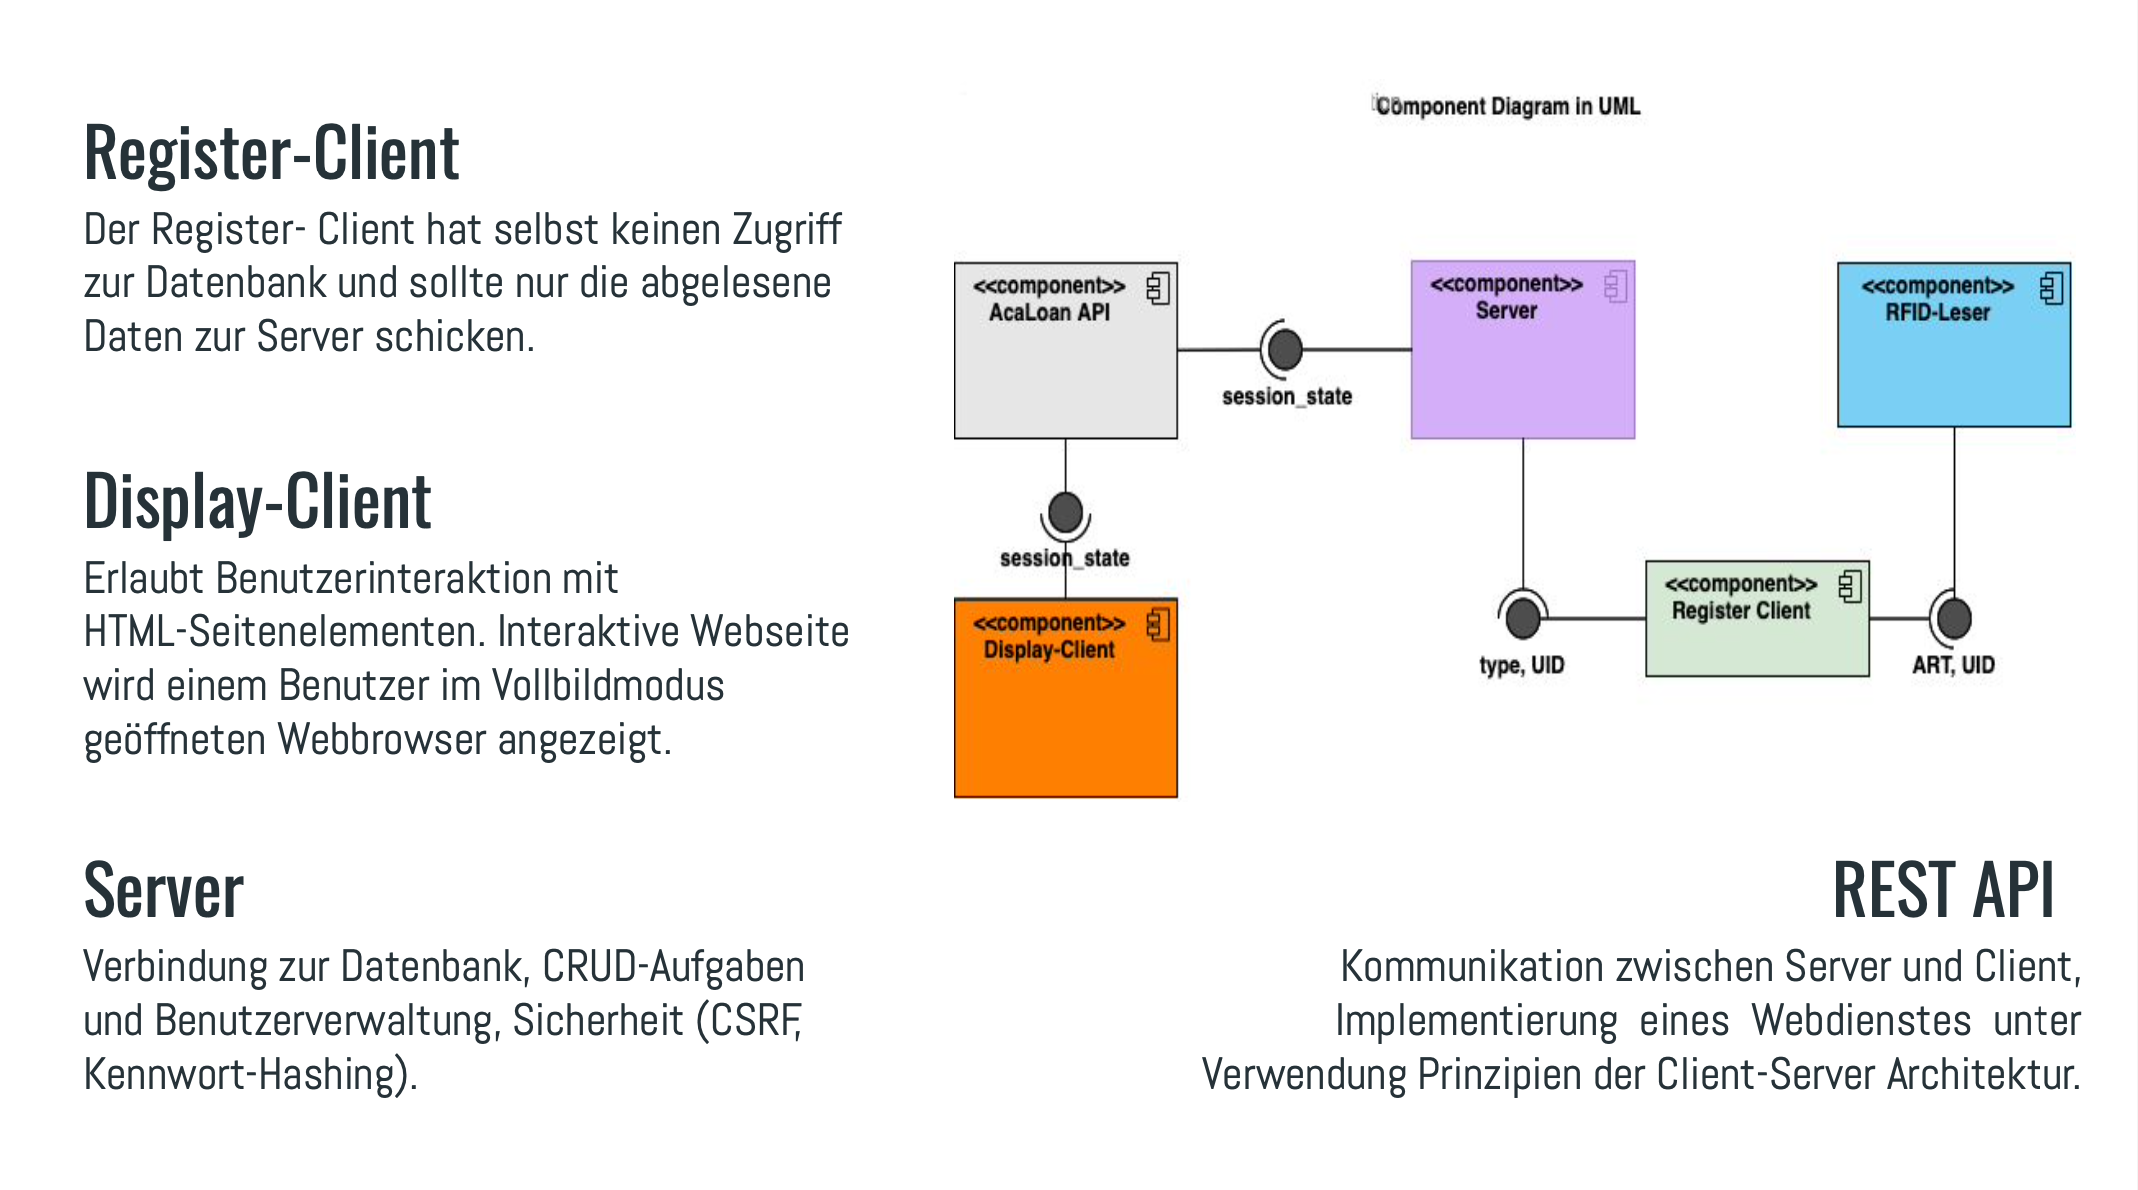 Register-Client
Der Register- Client hat selbst keinen Zugriff
zur Datenbank und sollte nur die abgelesene
Daten zur Server schicken.
Display-Client
Erlaubt Benutzerinteraktion mit
HTML-Seitenelementen. Interaktive Webseite
wird einem Benutzer im Vollbildmodus
geöffneten Webbrowser angezeigt.
Server
Verbindung zur Datenbank, CRUD-Aufgaben
und Benutzerverwaltung, Sicherheit (CSRF,
Kennwort-Hashing).
Component Diagram in UML
<<component>>
AcaLoan API
<<component>>
Server
<<component>>
RFID-Leser
session_state
session_state
<<component>>
Display-Client
<<component>>
Register Client
type, UID
ART, UID
REST API
Kommunikation zwischen Server und Client,
Implementierung eines Webdienstes unter
Verwendung Prinzipien der Client-Server Architektur.